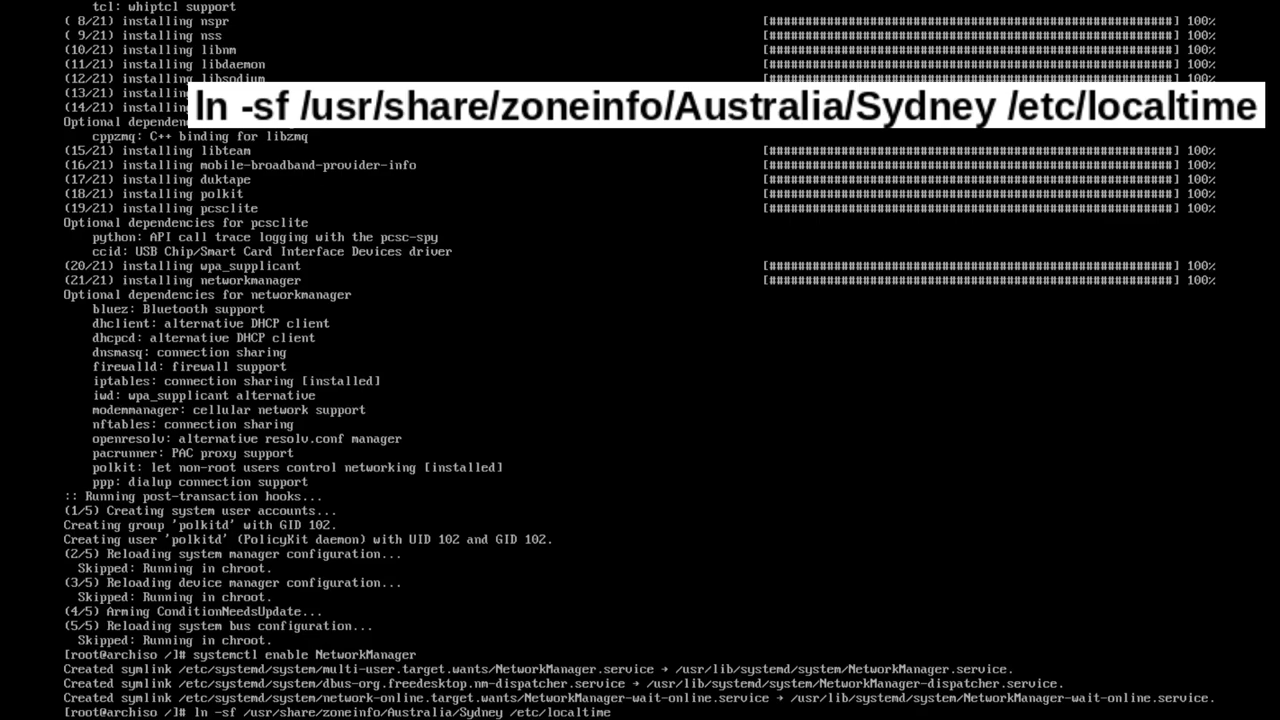 tcl: whiptcl support
( 8/21) installing nspr [########################################################] 100%
( 9/21) installing nss [########################################################] 100%
(10/21) installing libnm [########################################################] 100%
(11/21) installing libdaemon [########################################################] 100%
(12/21) installing libsodium [########################################################] 100%
ln -sf /usr/share/zoneinfo/Australia/Sydney /etc/localtime
(13/21)
(14/21)
Optional dependen
cppzmq: C++ binding for libzmq
(15/21) installing libteam [########################################################] 100%
(16/21) installing mobile-broadband-provider-info [########################################################] 100%
(17/21) installing duktape [########################################################] 100%
(18/21) installing polkit [########################################################] 100%
(19/21) installing pcsclite [########################################################] 100%
Optional dependencies for pcsclite
python: API call trace logging with the pcsc-spy
ccid: USB Chip/Smart Card Interface Devices driver
(20/21) installing wpa_supplicant [########################################################] 100%
(21/21) installing networkmanager [########################################################] 100%
Optional dependencies for networkmanager
bluez: Bluetooth support
dhclient: alternative DHCP client
dhcpcd: alternative DHCP client
dnsmasq: connection sharing
firewalld: firewall support
iptables: connection sharing [installed]
iwd: wpa_supplicant alternative
modemmanager: cellular network support
nftables: connection sharing
openresolv: alternative resolv.conf manager
pacrunner: PAC proxy support
polkit: let non-root users control networking [installed]
ppp: dialup connection support
:: Running post-transaction hooks...
(1/5) Creating system user accounts...
Creating group 'polkitd' with GID 102.
Creating user 'polkitd' (PolicyKit daemon) with UID 102 and GID 102.
(2/5) Reloading system manager configuration...
Skipped: Running in chroot.
(3/5) Reloading device manager configuration...
Skipped: Running in chroot.
(4/5) Arming ConditionNeedsUpdate...
(5/5) Reloading system bus configuration...
Skipped: Running in chroot.
[root@archiso /]# systemctl enable NetworkManager
Created symlink /etc/systemd/system/multi-user.target.wants/NetworkManager.service → /usr/lib/systemd/system/NetworkManager.service.
Created symlink /etc/systemd/system/dbus-org.freedesktop.nm-dispatcher.service → /usr/lib/systemd/system/NetworkManager-dispatcher.service.
Created symlink /etc/systemd/system/network-online.target.wants/NetworkManager-wait-online.service → /usr/lib/systemd/system/NetworkManager-wait-online.service.
[root@archiso /]# ln -sf /usr/share/zoneinfo/Australia/Sydney /etc/localtime